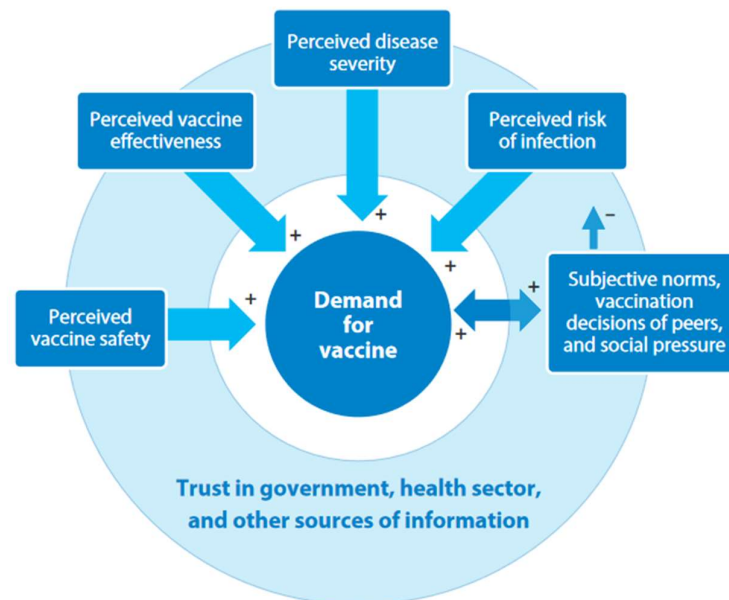 Perceived disease
severity
Perceived vaccine
effectiveness
Perceived risk
of infection
–
+
+
+
+
+
+
Perceived
vaccine safety
Demand
for
vaccine
Subjective norms,
vaccination
decisions of peers,
and social pressure
Trust in government, health sector,
and other sources of information